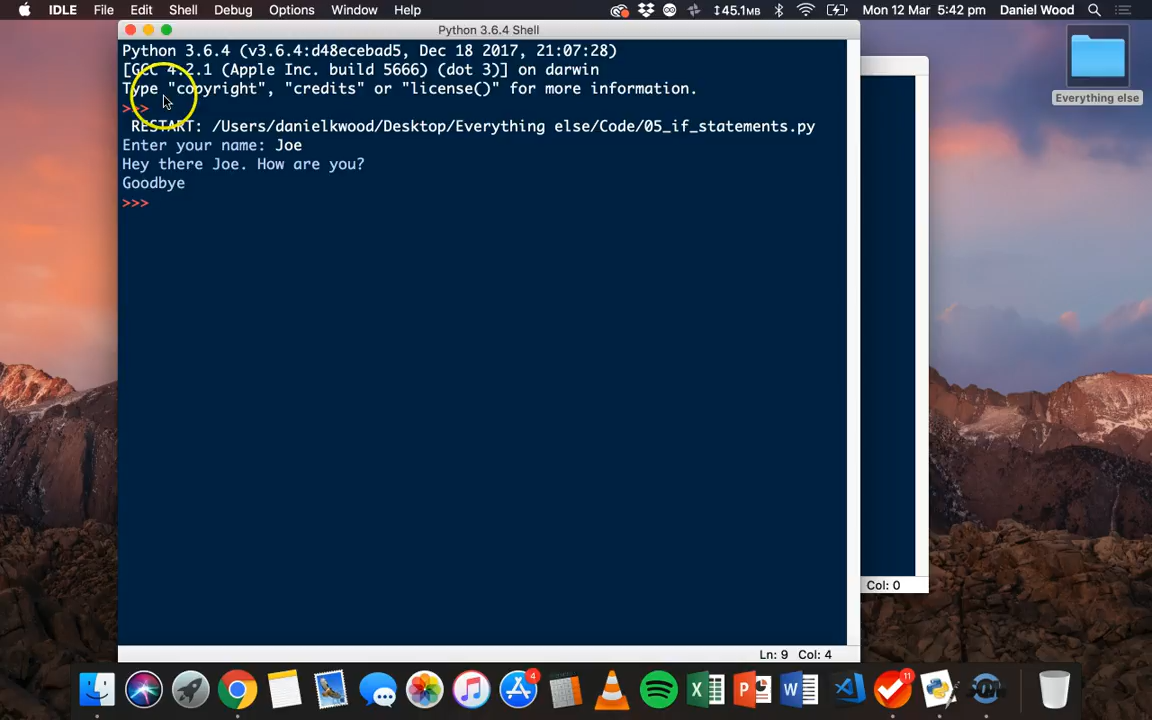 IDLE File Edit Shell Debug Options Window Help 45.1MB Mon 12 Mar 5:42 pm Daniel Wood
Python 3.6.4 Shell
Python 3.6.4 (v3.6.4:d48ecebad5, Dec 18 2017, 21:07:28)
[GCC 4.2.1 (Apple Inc. build 5666) (dot 3)] on darwin
Type "copyright", "credits" or "license()" for more information.
>>>
RESTART: /Users/danielkwood/Desktop/Everything else/Code/05_if_statements.py
Enter your name: Joe
Hey there Joe. How are you?
Goodbye
>>>
Everything else
Col: 0
Ln: 9 Col: 4
4
11